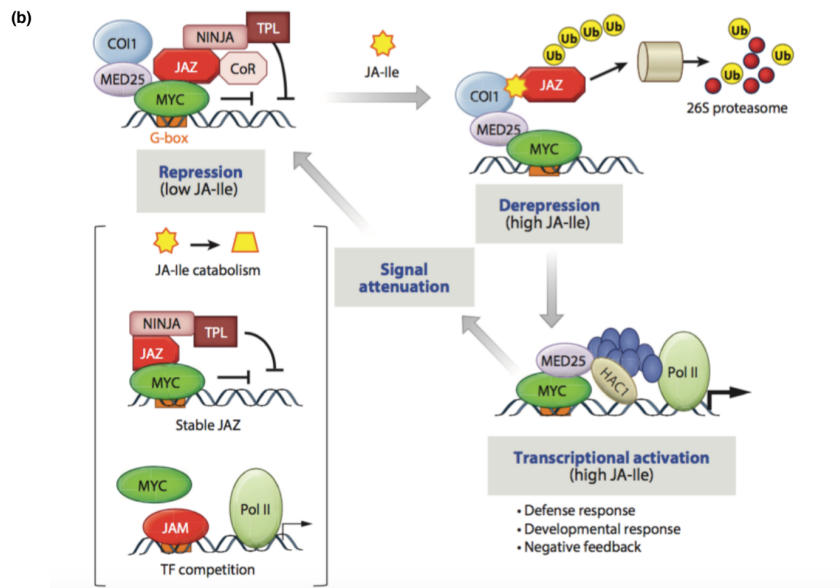 (b)
COI1
MED25
NINJA
TPL
JAZ
CoR
MYC
G-box
Repression
(low JA-Ile)
JA-Ile
Ub
Ub
Ub
Ub
COI1
JAZ
MED25
MYC
Ub
Ub
Ub
26S proteasome
Derepression
(high JA-Ile)
Signal
attenuation
JA-Ile catabolism
NINJA
TPL
JAZ
MYC
Stable JAZ
MYC
JAM
Pol II
TF competition
MED25
MYC
HAC1
Pol II
Transcriptional activation
(high JA-Ile)
• Defense response
• Developmental response
• Negative feedback